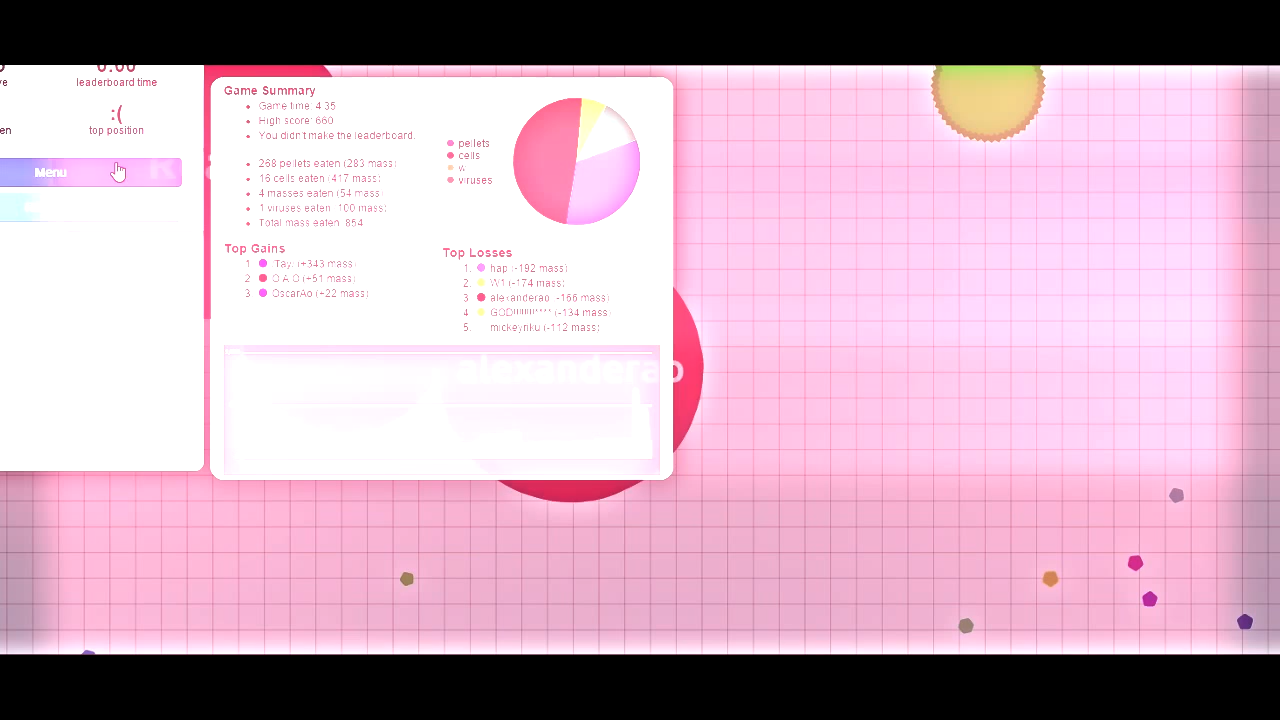 0:00
ve
leaderboard time
:(
en
top position
Menu
Game Summary
Game time: 4:35
High score: 660
You didn't make the leaderboard.
268 pellets eaten (283 mass)
16 cells eaten (417 mass)
4 masses eaten (54 mass)
1 viruses eaten (100 mass)
Total mass eaten: 854
pellets
cells
w
viruses
Top Gains
1. .Tay. (+343 mass)
2. O.A.O (+51 mass)
3. OscarAo (+22 mass)
Top Losses
1. hap (-192 mass)
2. W1 (-174 mass)
3. alexanderao (-166 mass)
4. (-134 mass)
5. mickeyriku (-112 mass)
alexanderao